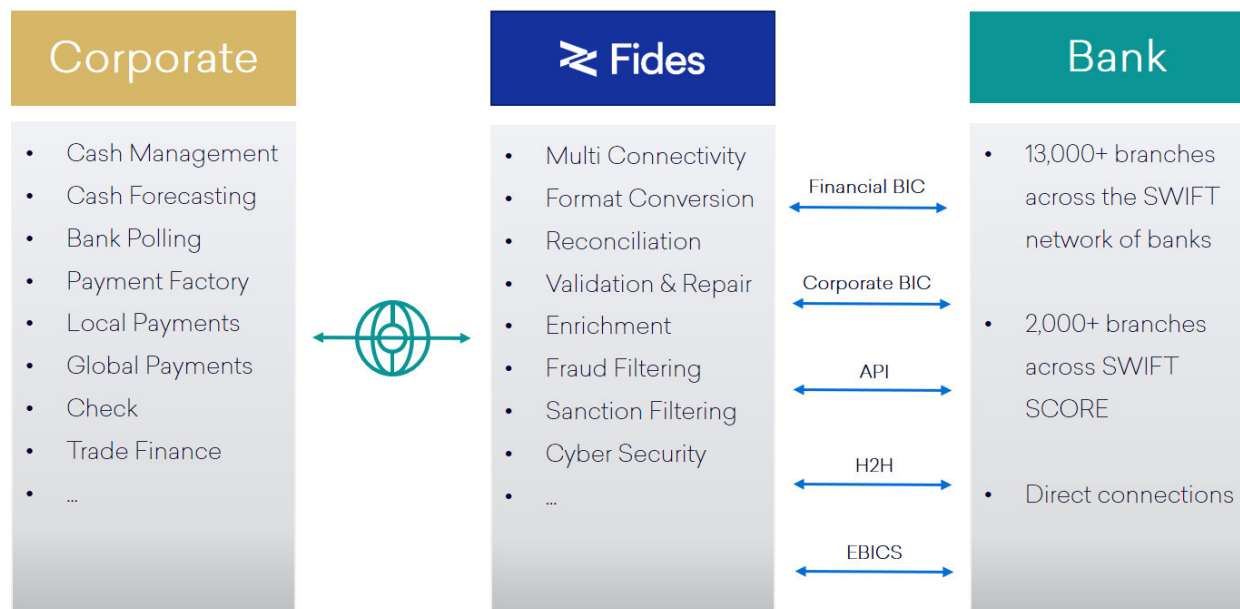 Corporate
• Cash Management
• Cash Forecasting
• Bank Polling
• Payment Factory
• Local Payments
• Global Payments
• Check
• Trade Finance
• ...
Fides
• Multi Connectivity
• Format Conversion
• Reconciliation
• Validation & Repair
• Enrichment
• Fraud Filtering
• Sanction Filtering
• Cyber Security
• ...
Financial BIC
Corporate BIC
API
H2H
EBICS
Bank
• 13,000+ branches
across the SWIFT
network of banks
• 2,000+ branches
across SWIFT
SCORE
• Direct connections